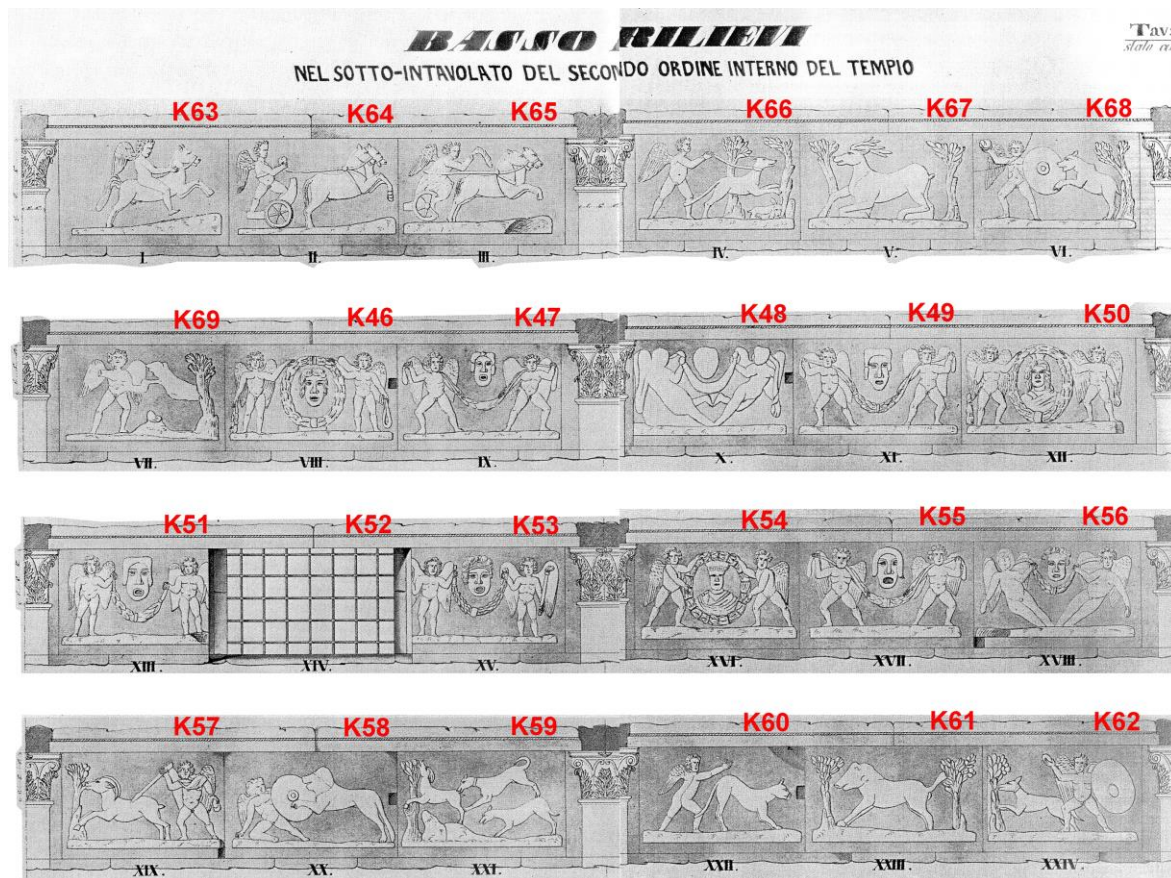 BASSO RILIEVI
NEL SOTTO-INTAVOLATO DEL SECONDO ORDINE INTERNO DEL TEMPIO
TAV
stato
K63 K64 K65 K66 K67 K68
I. II. III. IV. V. VI.
K69 K46 K47 K48 K49 K50
VII. VIII. IX. X. XI. XII.
K51 K52 K53 K54 K55 K56
XIII. XIV. XV. XVI. XVII. XVIII.
K57 K58 K59 K60 K61 K62
XIX. XX. XXI. XXII. XXIII. XXIV.